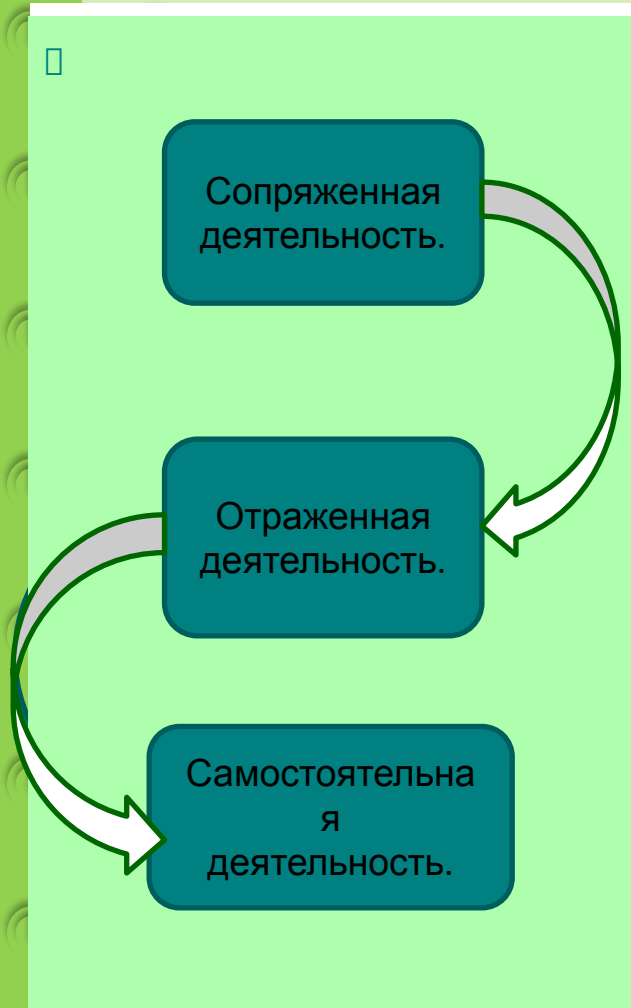 Сопряженная
деятельность.
Отраженная
деятельность.
Самостоятельна
я
деятельность.